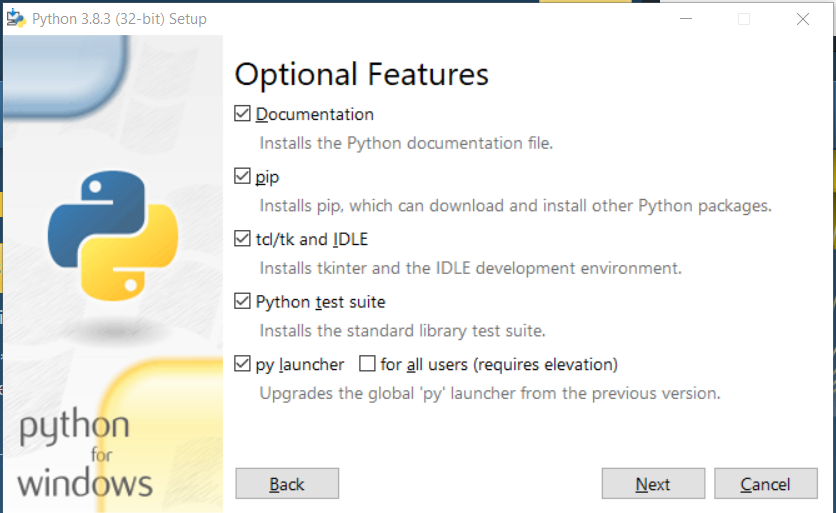 Python 3.8.3 (32-bit) Setup
Optional Features
Documentation
Installs the Python documentation file.
pip
Installs pip, which can download and install other Python packages.
tcl/tk and IDLE
Installs tkinter and the IDLE development environment.
Python test suite
Installs the standard library test suite.
py launcher for all users (requires elevation)
Upgrades the global 'py' launcher from the previous version.
python
for
windows
Back Next Cancel